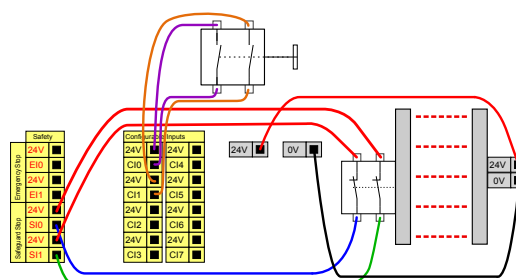 Safety
Emergency Stop
24V
EI0
24V
EI1
Safeguard Stop
24V
SI0
24V
SI1
Configurable Inputs
24V 24V
CI0 CI4
24V 24V
CI1 CI5
24V 24V
CI2 CI6
24V 24V
CI3 CI7
24V
0V
24V
0V